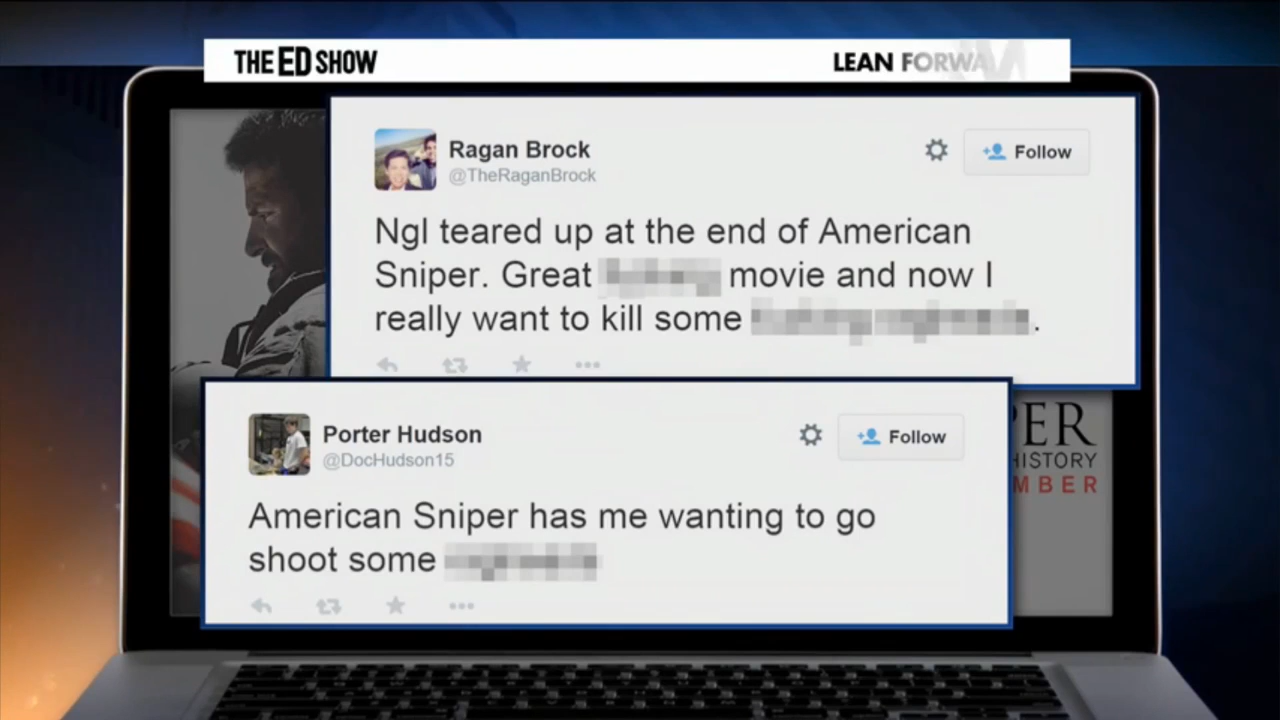 THE ED SHOW
LEAN FORWA
Ragan Brock
@TheRaganBrock
Follow
Ngl teared up at the end of American
Sniper. Great movie and now I
really want to kill some .
Porter Hudson
@DocHudson15
Follow
American Sniper has me wanting to go
shoot some
PER
HISTORY
MBER